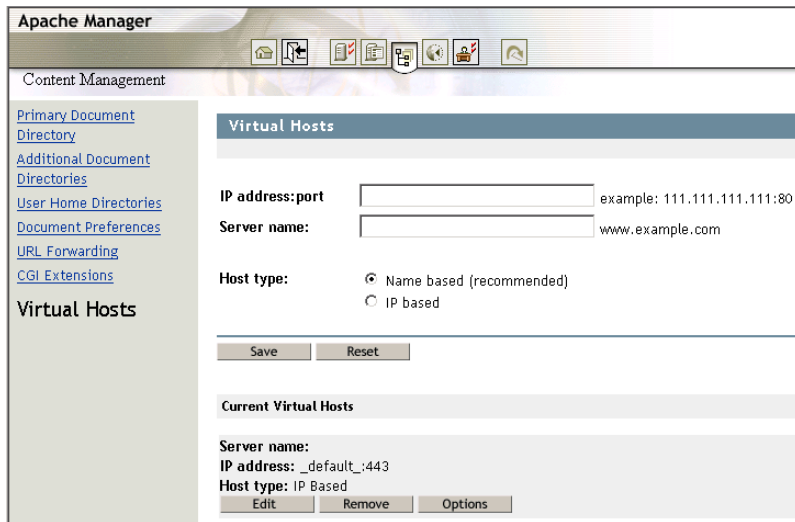 Apache Manager
Content Management
Primary Document
Directory
Additional Document
Directories
User Home Directories
Document Preferences
URL Forwarding
CGI Extensions
Virtual Hosts
Virtual Hosts
IP address:port example: 111.111.111.111:80
Server name: www.example.com
Host type: Name based (recommended)
IP based
Save Reset
Current Virtual Hosts
Server name:
IP address: _default_:443
Host type: IP Based
Edit Remove Options